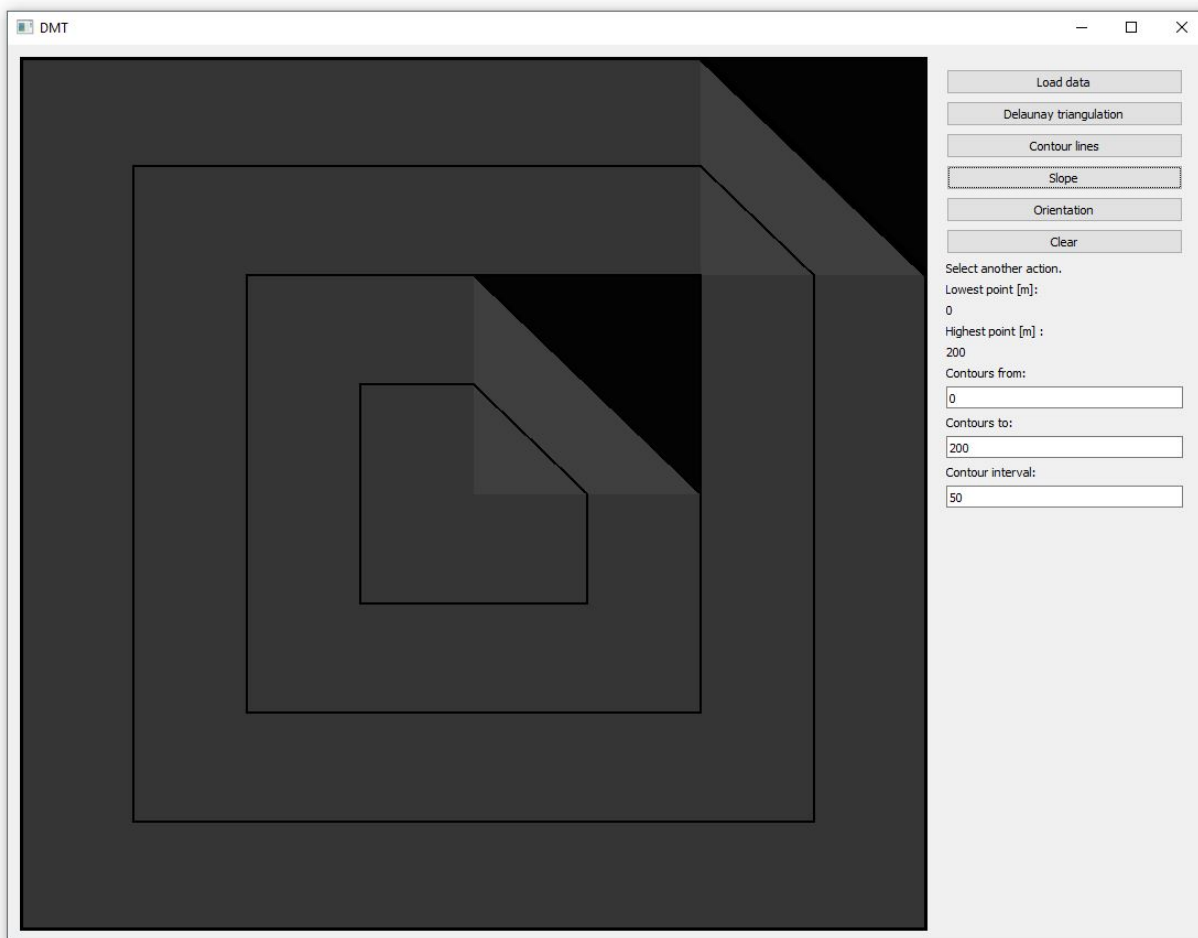 DMT
Load data
Delaunay triangulation
Contour lines
Slope
Orientation
Clear
Select another action.
Lowest point [m]:
0
Highest point [m] :
200
Contours from:
0
Contours to:
200
Contour interval:
50